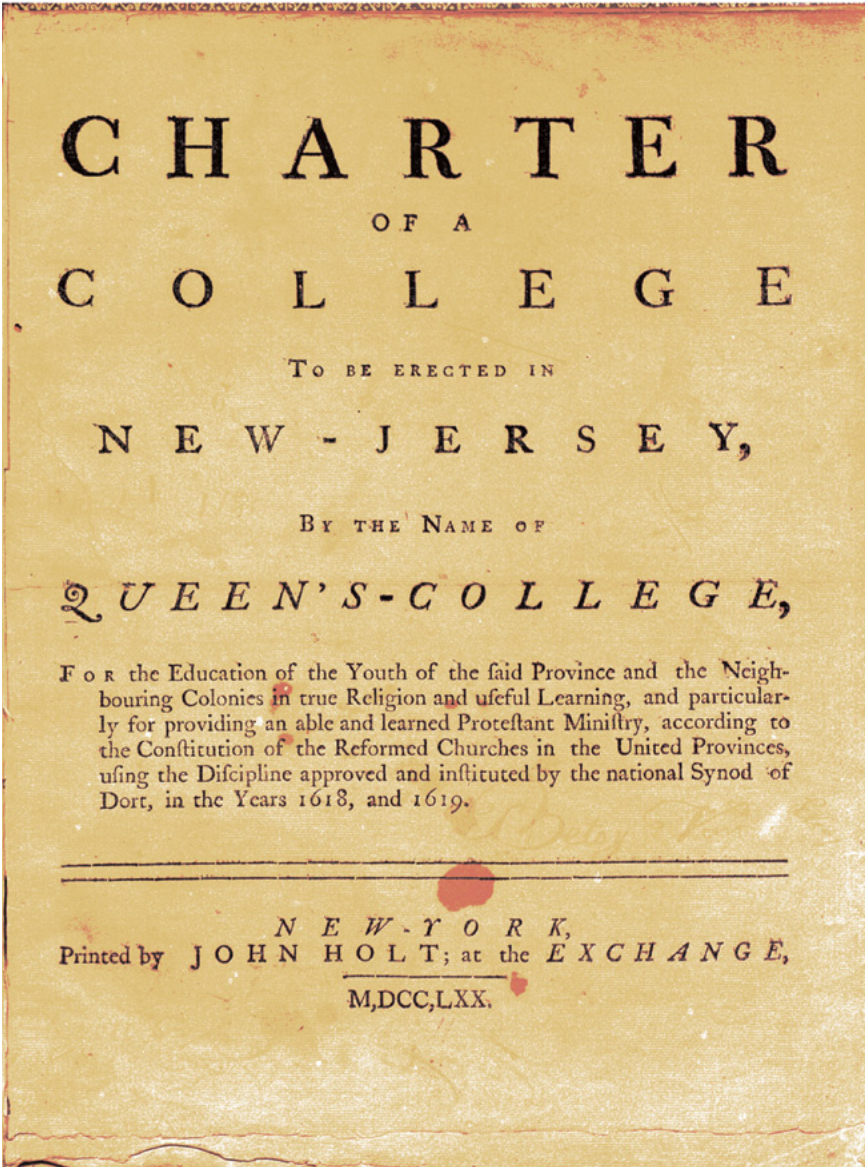 CHARTER
OF A
COLLEGE
TO BE ERECTED IN
NEW-JERSEY,
BY THE NAME OF
QUEEN'S-COLLEGE,
FOR the Education of the Youth of the ſaid Province and the Neigh-
bouring Colonies in true Religion and uſeful Learning, and particular-
ly for providing an able and learned Proteſtant Miniſtry, according to
the Conſtitution of the Reformed Churches in the United Provinces,
uſing the Diſcipline approved and inſtituted by the national Synod of
Dort, in the Years 1618, and 1619.
NEW-YORK,
Printed by JOHN HOLT; at the EXCHANGE,
M,DCC,LXX.